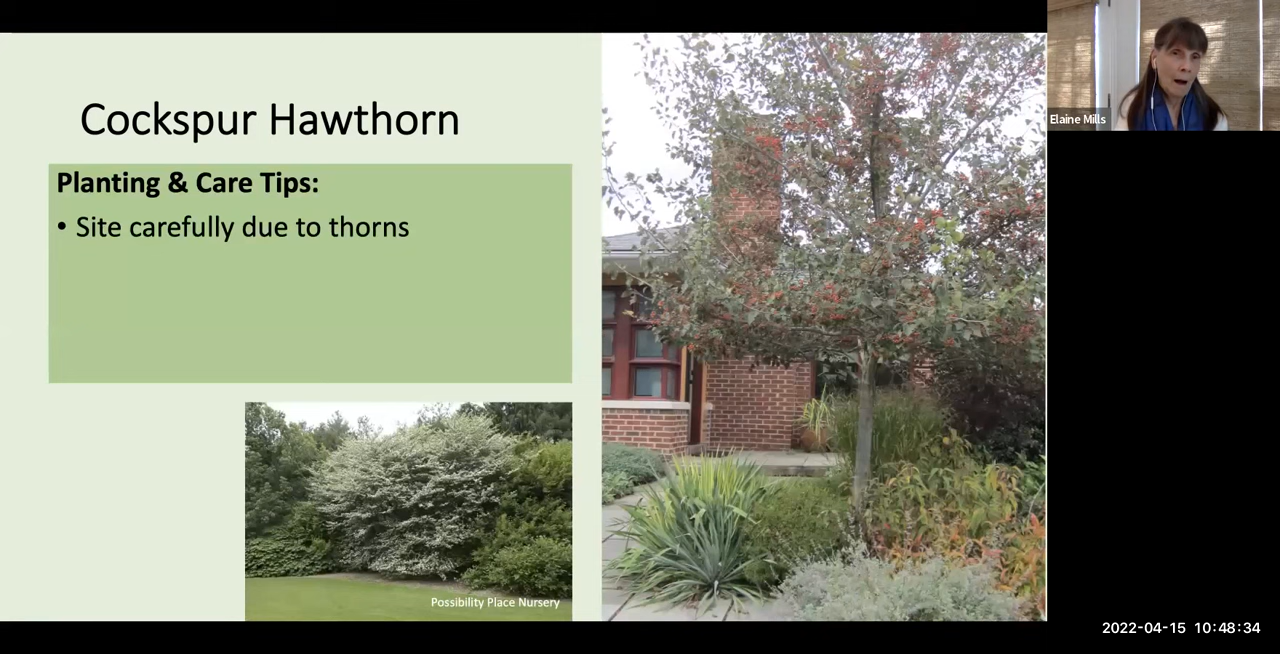 Cockspur Hawthorn
Planting & Care Tips:
• Site carefully due to thorns
Possibility Place Nursery
Elaine Mills
2022-04-15 10:48:34